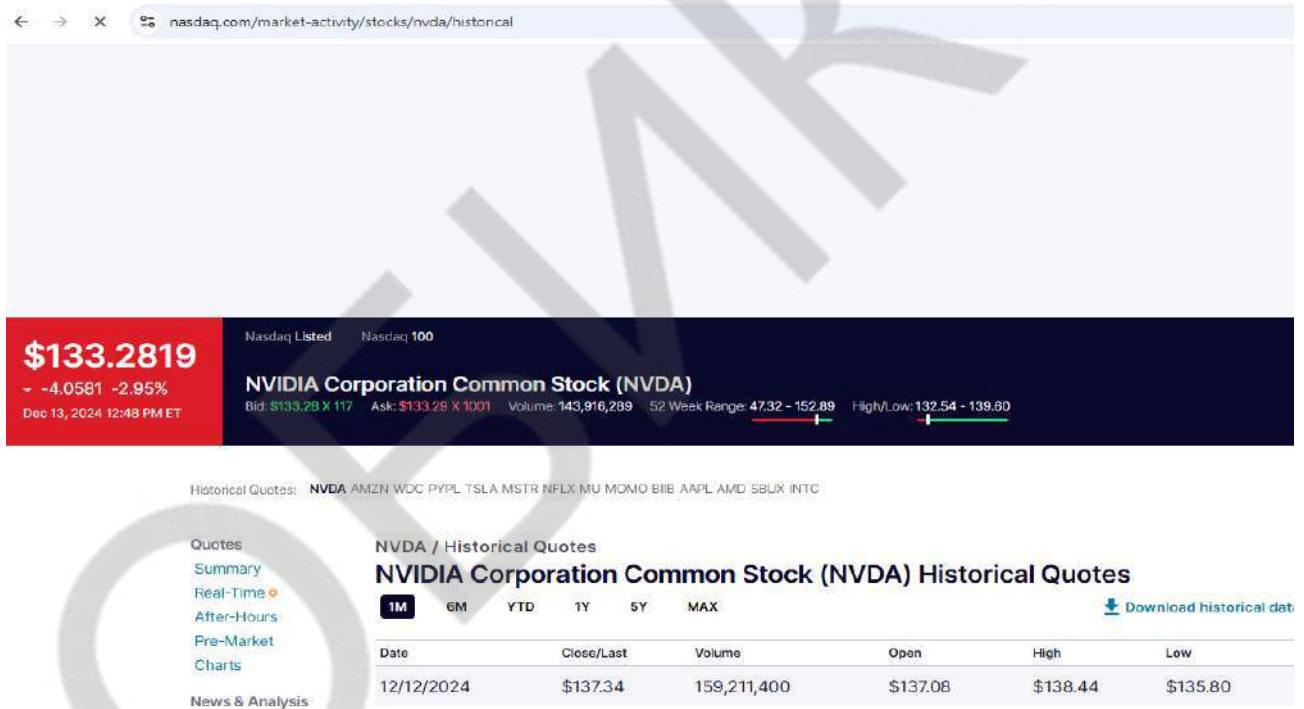 nasdaq.com/market-activity/stocks/nvda/historical
$133.2819
-4.0581 -2.95%
Dec 13, 2024 12:48 PM ET
Nasdaq Listed Nasdaq 100
NVIDIA Corporation Common Stock (NVDA)
Bid: $133.28 X 117 Ask: $133.29 X 1001 Volume: 143,916,289 52 Week Range: 47.32 - 152.89 High/Low: 132.54 - 139.60
Historical Quotes: NVDA AMZN WDC PYPL TSLA MSTR NFLX MU MOMO BIIB AAPL AMD SBUX INTC
Quotes
Summary
Real-Time
After-Hours
Pre-Market
Charts
News & Analysis
NVDA / Historical Quotes
NVIDIA Corporation Common Stock (NVDA) Historical Quotes
1M 6M YTD 1Y 5Y MAX
Download historical data
Date Close/Last Volume Open High Low
12/12/2024 $137.34 159,211,400 $137.08 $138.44 $135.80